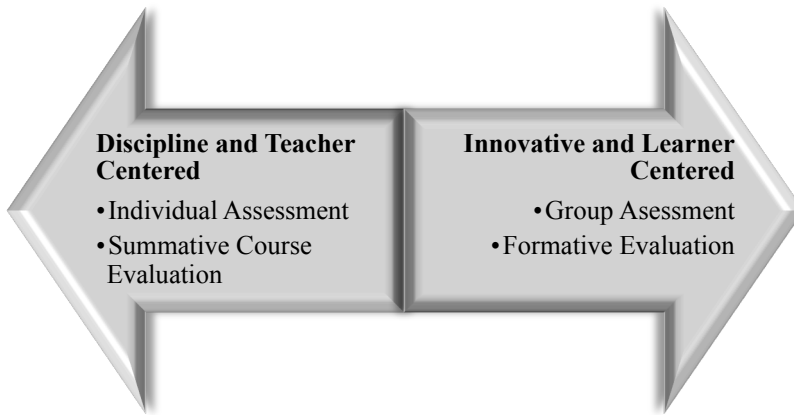 Discipline and Teacher
Centered
•Individual Assessment
•Summative Course
Evaluation
Innovative and Learner
Centered
•Group Asessment
•Formative Evaluation